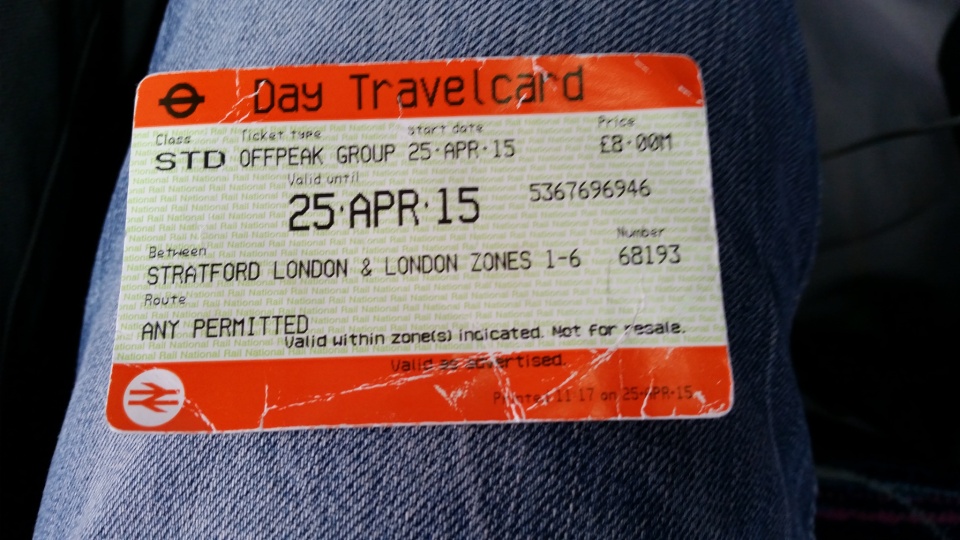 Day Travelcard
Class Ticket type start date Price
STD OFFPEAK GROUP 25·APR·15 £8·00M
Valid until
25·APR·15 5367696946
Between Number
STRATFORD LONDON & LONDON ZONES 1-6 68193
Route
ANY PERMITTED
Valid within zone(s) indicated. Not for resale.
Valid as advertised.
Printed 11·17 on 25·APR·15